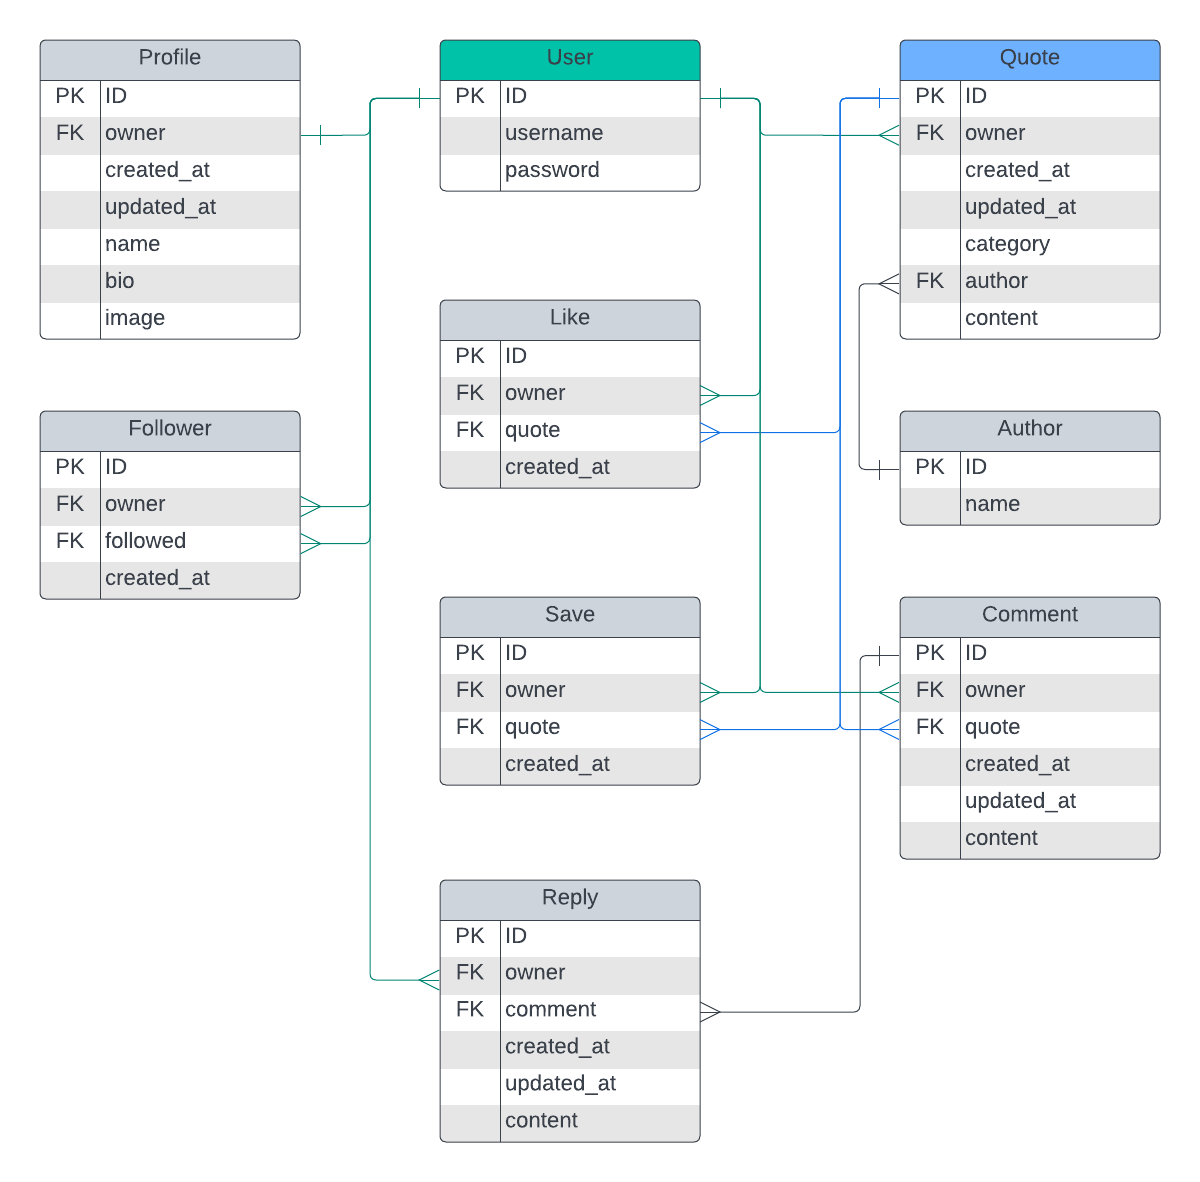 Profile
PK ID
FK owner
created_at
updated_at
name
bio
image
User
PK ID
username
password
Quote
PK ID
FK owner
created_at
updated_at
category
FK author
content
Like
PK ID
FK owner
FK quote
created_at
Follower
PK ID
FK owner
FK followed
created_at
Author
PK ID
name
Save
PK ID
FK owner
FK quote
created_at
Comment
PK ID
FK owner
FK quote
created_at
updated_at
content
Reply
PK ID
FK owner
FK comment
created_at
updated_at
content